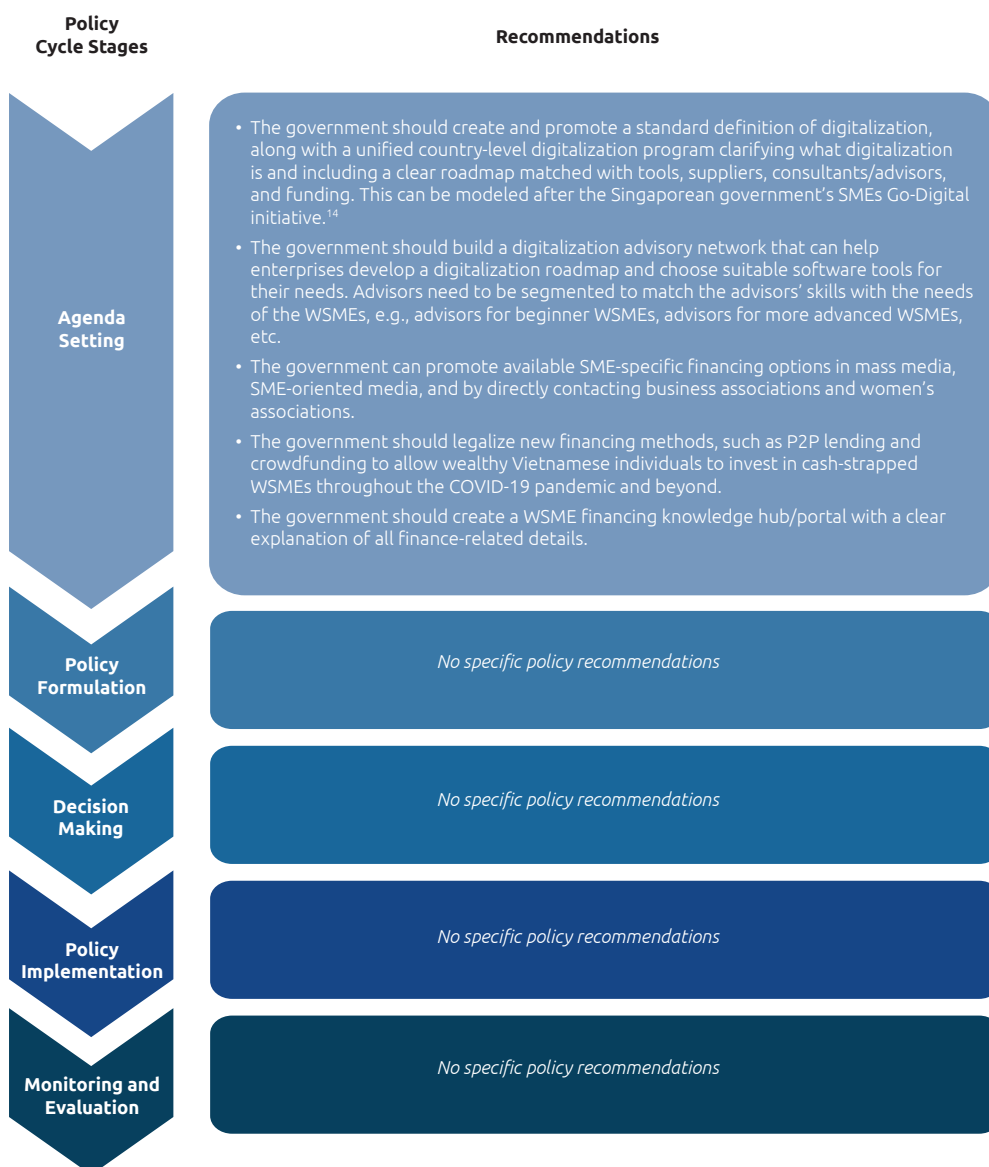 Policy
Cycle Stages
Recommendations
Agenda
Setting
• The government should create and promote a standard definition of digitalization,
along with a unified country-level digitalization program clarifying what digitalization
is and including a clear roadmap matched with tools, suppliers, consultants/advisors,
and funding. This can be modeled after the Singaporean government’s SMEs Go-Digital
initiative.¹⁴
• The government should build a digitalization advisory network that can help
enterprises develop a digitalization roadmap and choose suitable software tools for
their needs. Advisors need to be segmented to match the advisors’ skills with the needs
of the WSMEs, e.g., advisors for beginner WSMEs, advisors for more advanced WSMEs,
etc.
• The government can promote available SME-specific financing options in mass media,
SME-oriented media, and by directly contacting business associations and women’s
associations.
• The government should legalize new financing methods, such as P2P lending and
crowdfunding to allow wealthy Vietnamese individuals to invest in cash-strapped
WSMEs throughout the COVID-19 pandemic and beyond.
• The government should create a WSME financing knowledge hub/portal with a clear
explanation of all finance-related details.
Policy
Formulation
No specific policy recommendations
Decision
Making
No specific policy recommendations
Policy
Implementation
No specific policy recommendations
Monitoring and
Evaluation
No specific policy recommendations